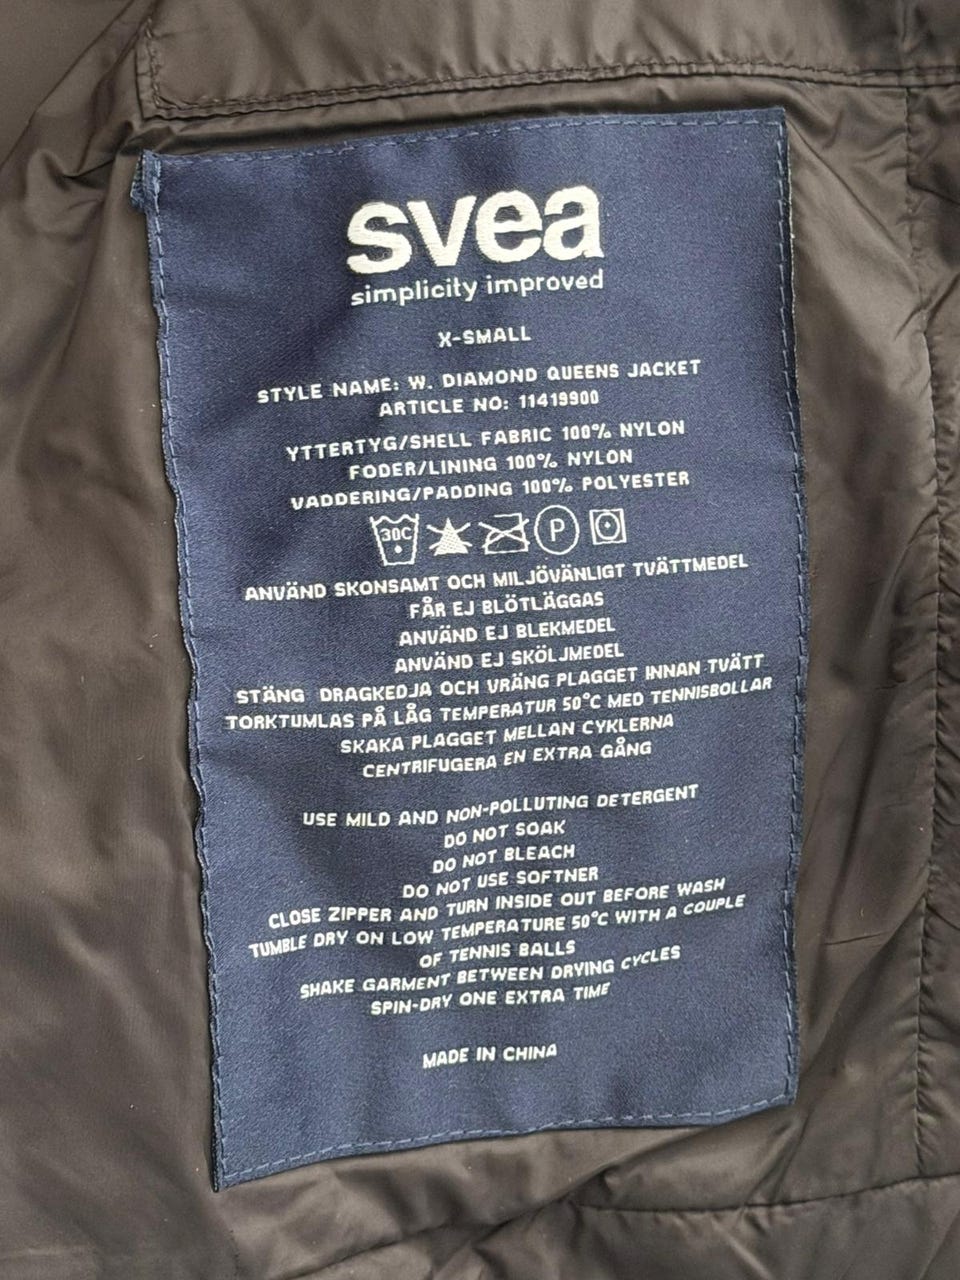 svea
simplicity improved
X-SMALL
STYLE NAME: W. DIAMOND QUEENS JACKET
ARTICLE NO: 11419900
YTTERTYG/SHELL FABRIC 100% NYLON
FODER/LINING 100% NYLON
VADDERING/PADDING 100% POLYESTER
30C P
ANVÄND SKONSAMT OCH MILJÖVÄNLIGT TVÄTTMEDEL
FÅR EJ BLÖTLÄGGAS
ANVÄND EJ BLEKMEDEL
ANVÄND EJ SKÖLJMEDEL
STÄNG DRAGKEDJA OCH VRÄNG PLAGGET INNAN TVÄTT
TORKTUMLAS PÅ LÅG TEMPERATUR 50°C MED TENNISBOLLAR
SKAKA PLAGGET MELLAN CYKLERNA
CENTRIFUGERA EN EXTRA GÅNG
USE MILD AND NON-POLLUTING DETERGENT
DO NOT SOAK
DO NOT BLEACH
DO NOT USE SOFTNER
CLOSE ZIPPER AND TURN INSIDE OUT BEFORE WASH
TUMBLE DRY ON LOW TEMPERATURE 50°C WITH A COUPLE
OF TENNIS BALLS
SHAKE GARMENT BETWEEN DRYING CYCLES
SPIN-DRY ONE EXTRA TIME
MADE IN CHINA